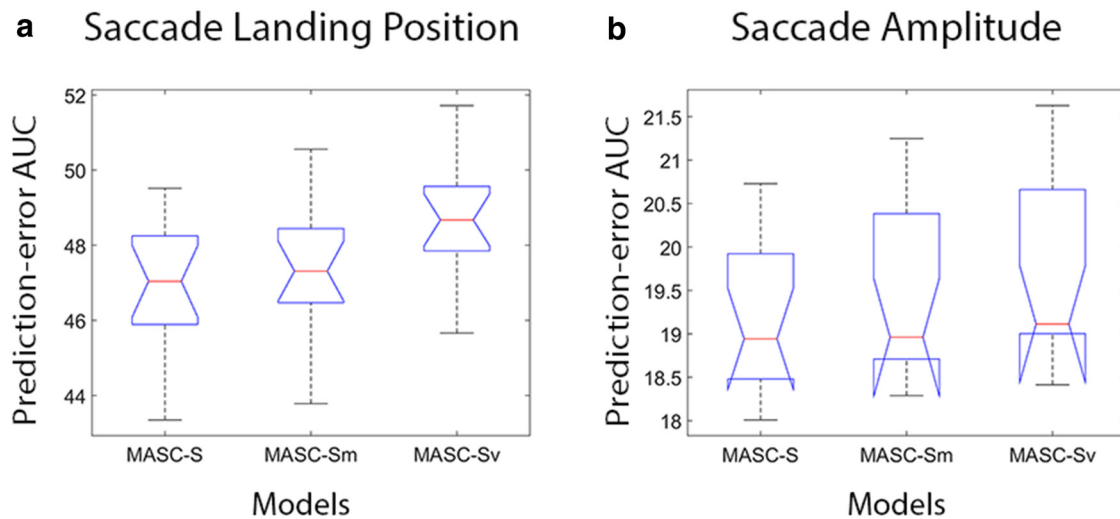 a Saccade Landing Position
Prediction-error AUC
52
50
48
46
44
MASC-S MASC-Sm MASC-Sv
Models
b Saccade Amplitude
Prediction-error AUC
21.5
21
20.5
20
19.5
19
18.5
18
MASC-S MASC-Sm MASC-Sv
Models